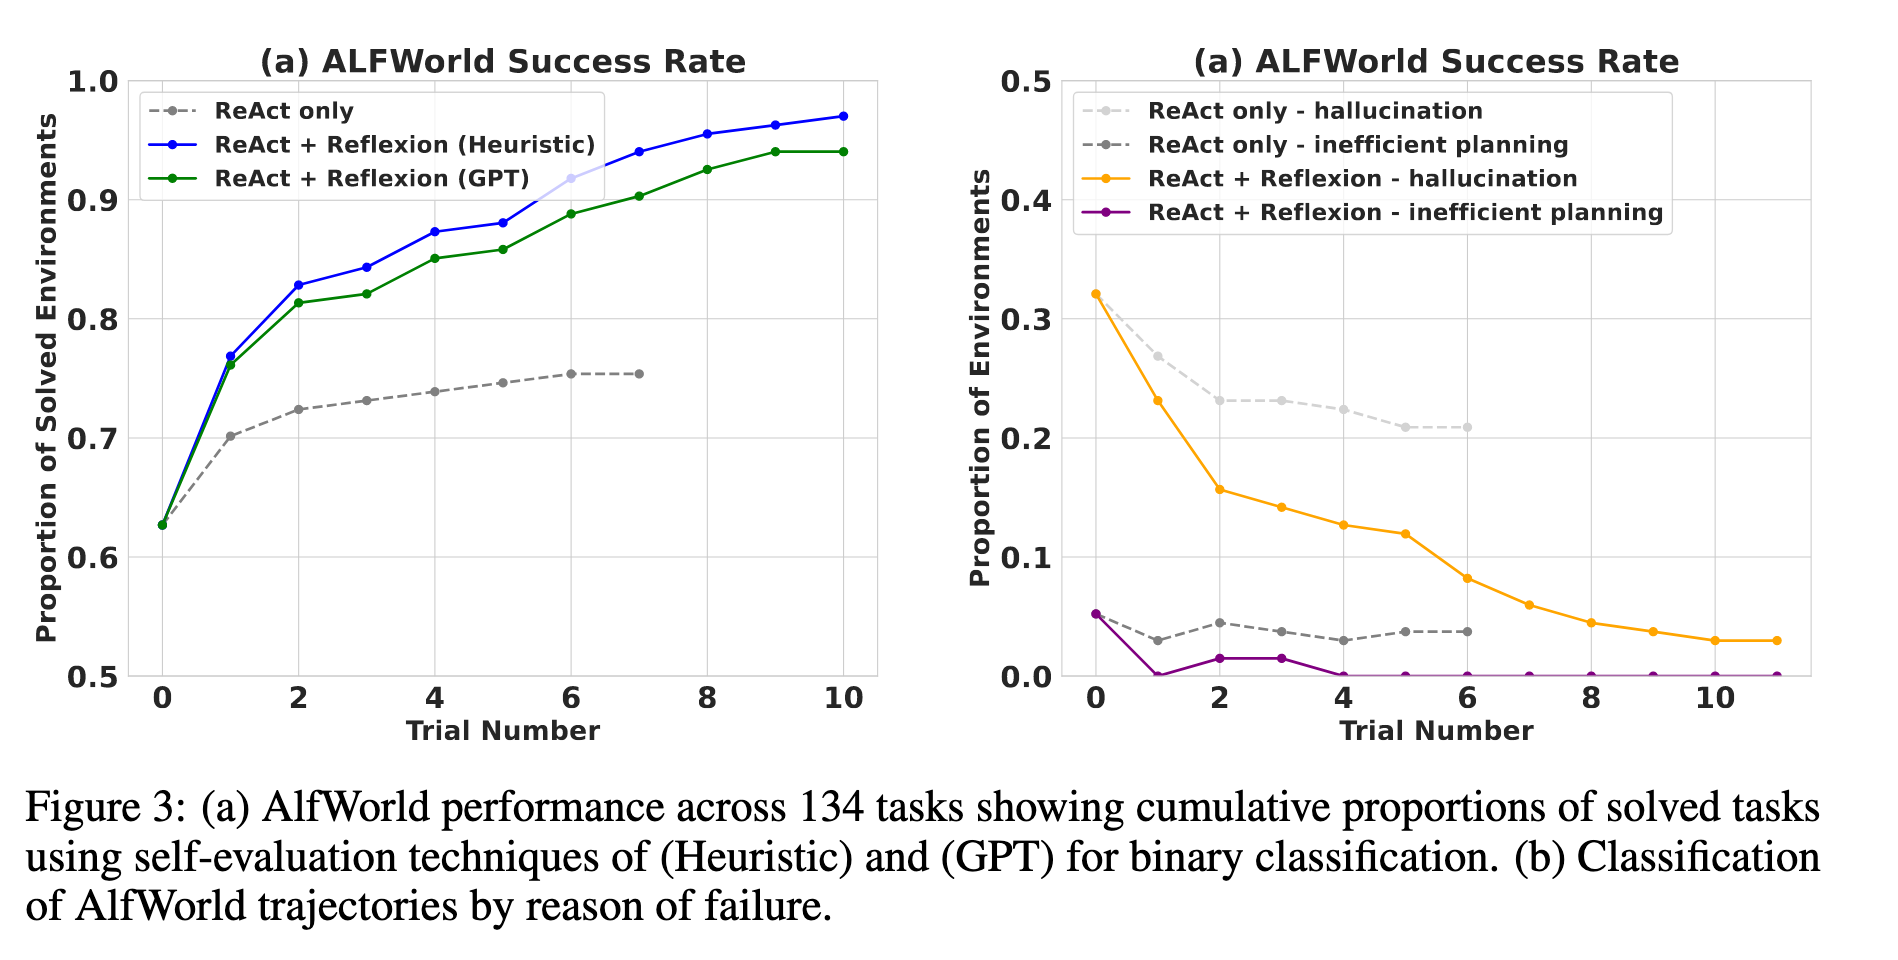 (a) ALFWorld Success Rate
1.0
0.9
0.8
0.7
0.6
0.5
Proportion of Solved Environments
ReAct only
ReAct + Reflexion (Heuristic)
ReAct + Reflexion (GPT)
0 2 4 6 8 10
Trial Number
(a) ALFWorld Success Rate
0.5
0.4
0.3
0.2
0.1
0.0
Proportion of Environments
ReAct only - hallucination
ReAct only - inefficient planning
ReAct + Reflexion - hallucination
ReAct + Reflexion - inefficient planning
0 2 4 6 8 10
Trial Number
Figure 3: (a) AlfWorld performance across 134 tasks showing cumulative proportions of solved tasks
using self-evaluation techniques of (Heuristic) and (GPT) for binary classification. (b) Classification
of AlfWorld trajectories by reason of failure.